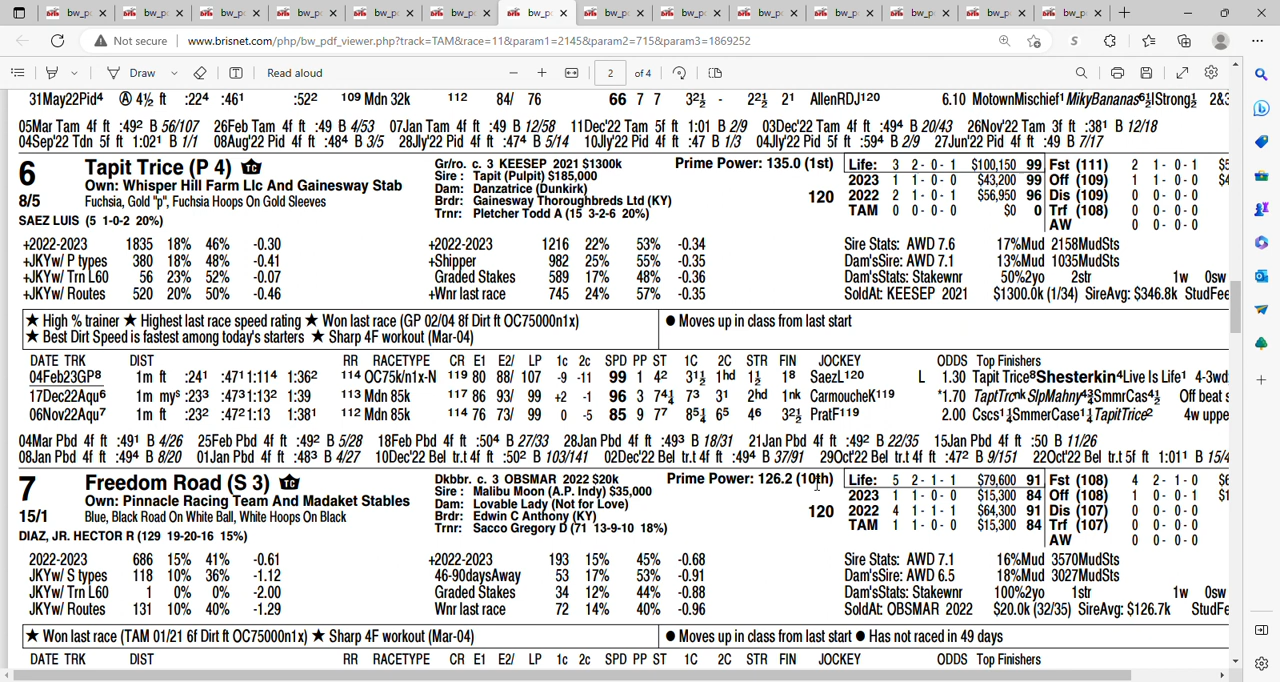 bw_p bw_p bw_p bw_p bw_p bw_p bw_p bw_p bw_p bw_p bw_p bw_p bw_p bw_p
Not secure www.brisnet.com/php/bw_pdf_viewer.php?track=TAM&race=11&param1=2145&param2=715&param3=1869252
Draw Read aloud 2 of 4
31May22Pid⁴ Ⓐ 4½ ft :22⁴ :46¹ :52² 109 Mdn 32k 112 84/ 76 66 7 7 3²½ - 2²½ 2¹ AllenRDJ¹²⁰ 6.10 MotownMischief¹ MikyBananas⁶½IStrong½ 2&3
05Mar Tam 4f ft :49² B 56/107 26Feb Tam 4f ft :49 B 4/53 07Jan Tam 4f ft :49 B 12/58 11Dec'22 Tam 5f ft 1:01 B 2/9 03Dec'22 Tam 4f ft :49⁴ B 20/43 26Nov'22 Tam 3f ft :38¹ B 12/18
04Sep'22 Tdn 5f ft 1:02¹ B 1/1 08Aug'22 Pid 4f ft :48⁴ B 3/5 28Jly'22 Pid 4f ft :47⁴ B 5/14 10Jly'22 Pid 4f ft :47 B 1/3 04Jly'22 Pid 5f ft :59⁴ B 2/9 27Jun'22 Pid 4f ft :49 B 7/17
6 Tapit Trice (P 4)
8/5 Own: Whisper Hill Farm Llc And Gainesway Stab
Fuchsia, Gold "p", Fuchsia Hoops On Gold Sleeves
SAEZ LUIS (5 1-0-2 20%)
Gr/ro. c. 3 KEESEP 2021 $1300k
Sire : Tapit (Pulpit) $185,000
Dam: Danzatrice (Dunkirk)
Brdr: Gainesway Thoroughbreds Ltd (KY)
Trnr: Pletcher Todd A (15 3-2-6 20%)
Prime Power: 135.0 (1st)
120
Life: 3 2- 0- 1 $100,150 99 Fst (111) 2 1- 0- 1 $5
2023 1 1- 0- 0 $43,200 99 Off (109) 1 1- 0- 0 $4
2022 2 1- 0- 1 $56,950 96 Dis (109) 0 0- 0- 0
TAM 0 0- 0- 0 $0 0 Trf (108) 0 0- 0- 0
AW 0 0- 0- 0
+2022-2023 1835 18% 46% -0.30 +2022-2023 1216 22% 53% -0.34 Sire Stats: AWD 7.6 17%Mud 2158MudSts
+JKYw/ P types 380 18% 48% -0.41 +Shipper 982 25% 55% -0.35 Dam'sSire: AWD 7.1 13%Mud 1035MudSts
+JKYw/ Trn L60 56 23% 52% -0.07 Graded Stakes 589 17% 48% -0.36 Dam'sStats: Stakewnr 50%2yo 2str 1w 0sw
+JKYw/ Routes 520 20% 50% -0.46 +Wnr last race 745 24% 57% -0.35 SoldAt: KEESEP 2021 $1300.0k (1/34) SireAvg: $346.8k StudFee
★ High % trainer ★ Highest last race speed rating ★ Won last race (GP 02/04 8f Dirt ft OC75000n1x) ● Moves up in class from last start
★ Best Dirt Speed is fastest among today's starters ★ Sharp 4F workout (Mar-04)
DATE TRK DIST RR RACETYPE CR E1 E2/ LP 1c 2c SPD PP ST 1C 2C STR FIN JOCKEY ODDS Top Finishers
04Feb23GP⁸ 1m ft :24¹ :47¹ 1:11⁴ 1:36² 114 OC75k/n1x-N 119 80 88/ 107 -9 -11 99 1 4² 3¹½ 1hd 1½ 1⁸ SaezL¹²⁰ L 1.30 Tapit Trice⁸Shesterkin⁴Live Is Life¹ 4-3wd
17Dec22Aqu⁶ 1m myˢ :23³ :47³ 1:13² 1:39 113 Mdn 85k 117 86 93/ 99 +2 -1 96 3 7⁴½ 7³ 3¹ 2hd 1nk CarmoucheK¹¹⁹ *1.70 TaptTrcnk SlpMahny⁴¾SmmrCas⁴½ Off beat s
06Nov22Aqu⁷ 1m ft :23² :47² 1:13 1:38¹ 112 Mdn 85k 114 76 73/ 99 0 -5 85 9 7⁷ 8⁵½ 6⁵ 4⁶ 3²½ PratF¹¹⁹ 2.00 Cscs¹¼SmmerCase¹¼TapitTrice² 4w uppe
04Mar Pbd 4f ft :49¹ B 4/26 25Feb Pbd 4f ft :49² B 5/28 18Feb Pbd 4f ft :50⁴ B 27/33 28Jan Pbd 4f ft :49³ B 18/31 21Jan Pbd 4f ft :49² B 22/35 15Jan Pbd 4f ft :50 B 11/26
08Jan Pbd 4f ft :49⁴ B 8/20 01Jan Pbd 4f ft :48³ B 4/27 10Dec'22 Bel tr.t 4f ft :50² B 103/141 02Dec'22 Bel tr.t 4f ft :49⁴ B 37/91 29Oct'22 Bel tr.t 4f ft :47² B 9/151 22Oct'22 Bel tr.t 5f ft 1:01¹ B 15/4
7 Freedom Road (S 3)
15/1 Own: Pinnacle Racing Team And Madaket Stables
Blue, Black Road On White Ball, White Hoops On Black
DIAZ, JR. HECTOR R (129 19-20-16 15%)
Dkbbr. c. 3 OBSMAR 2022 $20k
Sire : Malibu Moon (A.P. Indy) $35,000
Dam: Lovable Lady (Not for Love)
Brdr: Edwin C Anthony (KY)
Trnr: Sacco Gregory D (71 13-9-10 18%)
Prime Power: 126.2 (10th)
120
Life: 5 2- 1- 1 $79,600 91 Fst (108) 4 2- 1- 0 $6
2023 1 1- 0- 0 $15,300 84 Off (108) 1 0- 0- 1 $1
2022 4 1- 1- 1 $64,300 91 Dis (107) 0 0- 0- 0
TAM 1 1- 0- 0 $15,300 84 Trf (107) 0 0- 0- 0
AW 0 0- 0- 0
2022-2023 686 15% 41% -0.61 +2022-2023 193 15% 45% -0.68 Sire Stats: AWD 7.1 16%Mud 3570MudSts
JKYw/ S types 118 10% 36% -1.12 46-90daysAway 53 17% 53% -0.91 Dam'sSire: AWD 6.5 18%Mud 3027MudSts
JKYw/ Trn L60 1 0% 0% -2.00 Graded Stakes 34 12% 44% -0.88 Dam'sStats: Stakewnr 100%2yo 1str 1w 0sw
JKYw/ Routes 131 10% 40% -1.29 Wnr last race 72 14% 40% -0.96 SoldAt: OBSMAR 2022 $20.0k (32/35) SireAvg: $126.7k StudFe
★ Won last race (TAM 01/21 6f Dirt ft OC75000n1x) ★ Sharp 4F workout (Mar-04) ● Moves up in class from last start ● Has not raced in 49 days
DATE TRK DIST RR RACETYPE CR E1 E2/ LP 1c 2c SPD PP ST 1C 2C STR FIN JOCKEY ODDS Top Finishers